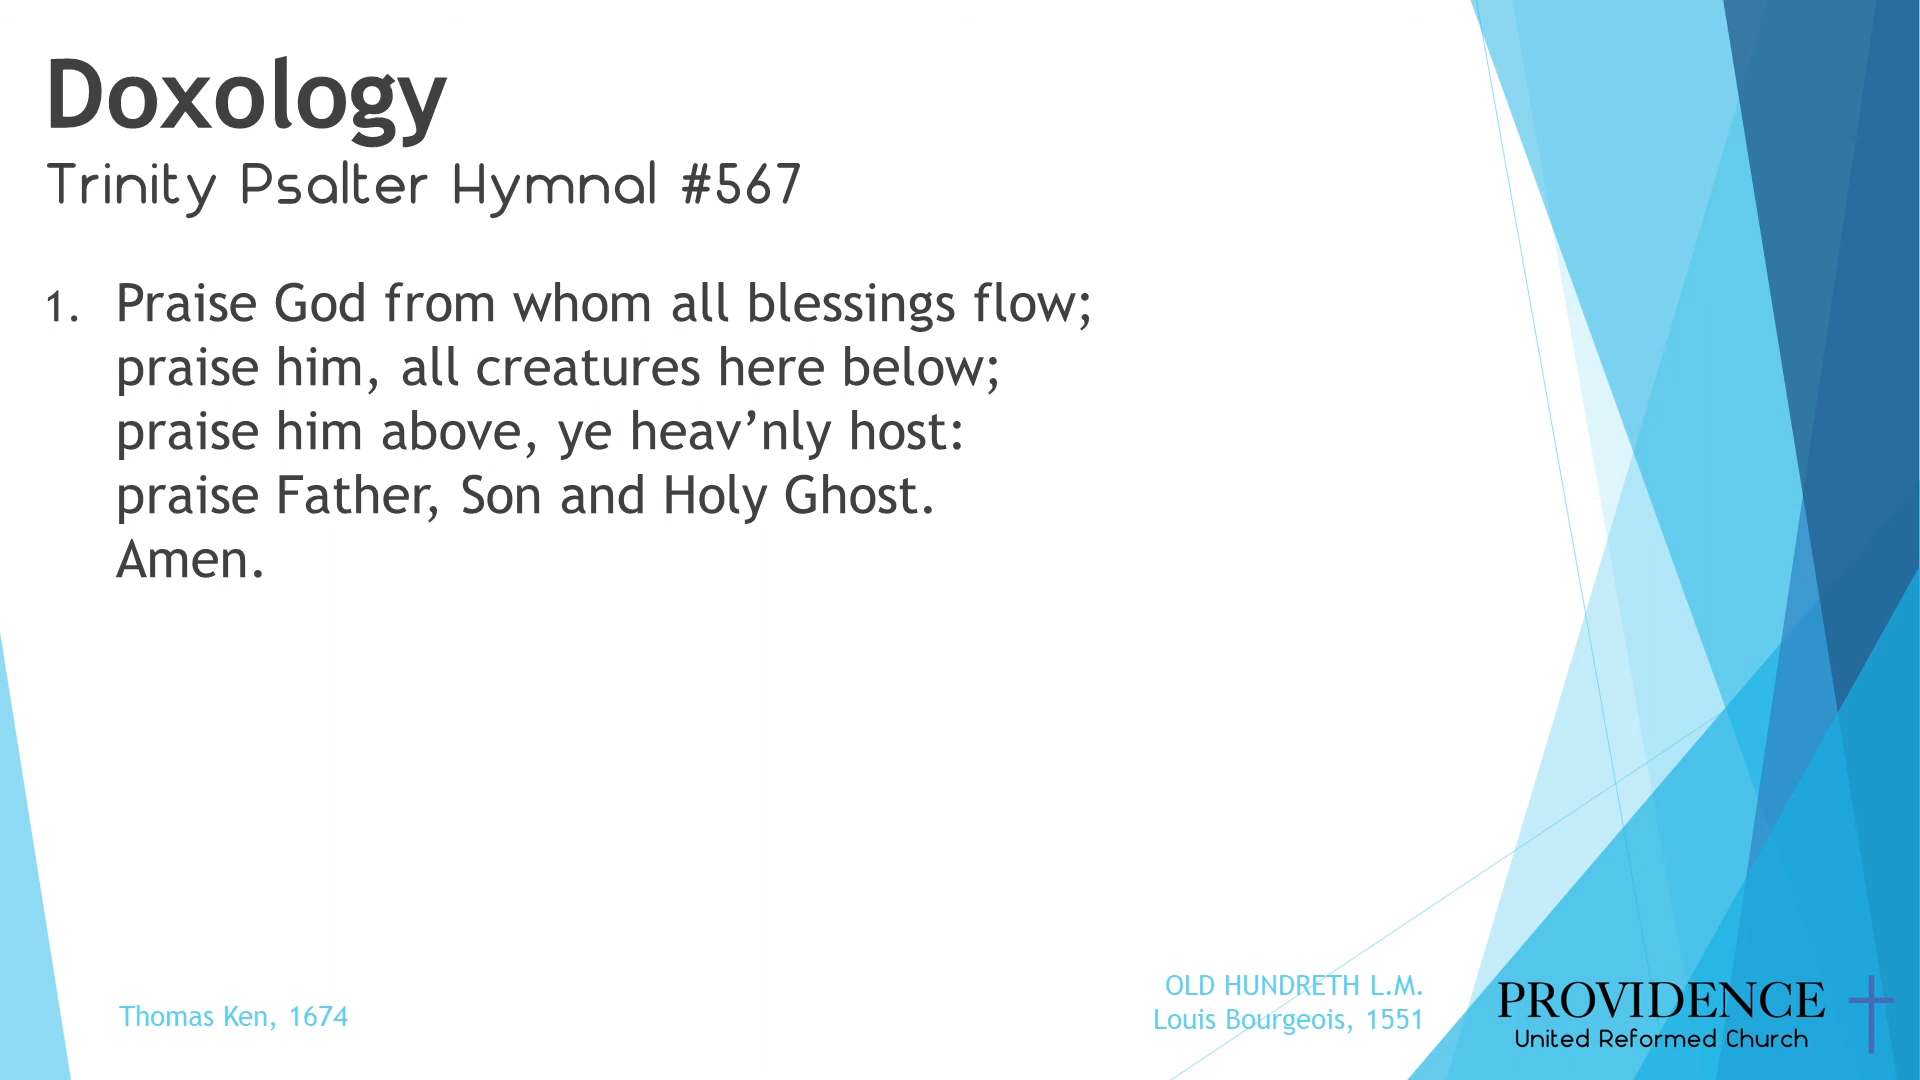 Doxology
Trinity Psalter Hymnal #567
1. Praise God from whom all blessings flow;
praise him, all creatures here below;
praise him above, ye heav’nly host:
praise Father, Son and Holy Ghost.
Amen.
Thomas Ken, 1674
OLD HUNDRETH L.M.
Louis Bourgeois, 1551
PROVIDENCE
United Reformed Church